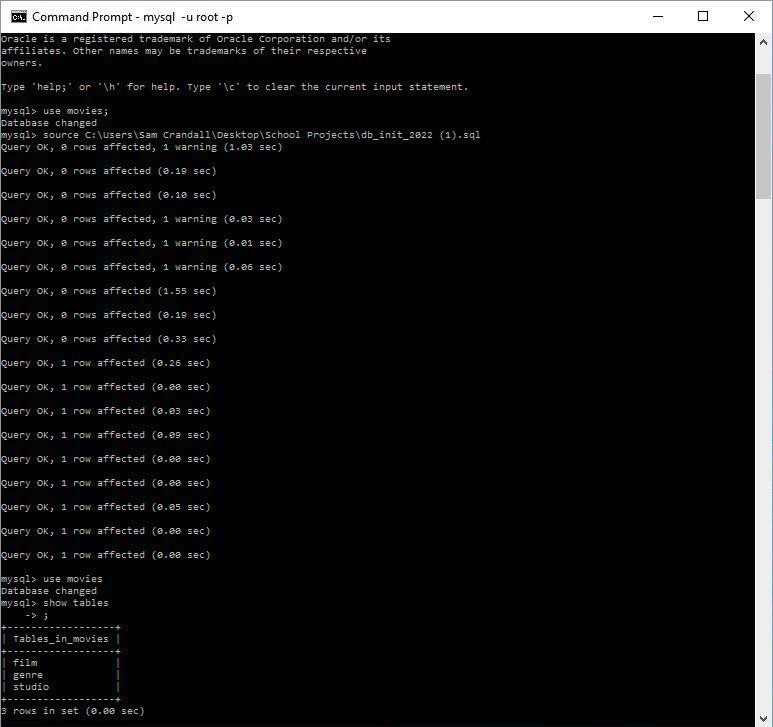 Command Prompt - mysql -u root -p
Oracle is a registered trademark of Oracle Corporation and/or its
affiliates. Other names may be trademarks of their respective
owners.
Type 'help;' or '\h' for help. Type '\c' to clear the current input statement.
mysql> use movies;
Database changed
mysql> source C:\Users\Sam Crandall\Desktop\School Projects\db_init_2022 (1).sql
Query OK, 0 rows affected, 1 warning (1.03 sec)
Query OK, 0 rows affected (0.19 sec)
Query OK, 0 rows affected (0.10 sec)
Query OK, 0 rows affected, 1 warning (0.03 sec)
Query OK, 0 rows affected, 1 warning (0.01 sec)
Query OK, 0 rows affected, 1 warning (0.06 sec)
Query OK, 0 rows affected (1.55 sec)
Query OK, 0 rows affected (0.19 sec)
Query OK, 0 rows affected (0.33 sec)
Query OK, 1 row affected (0.26 sec)
Query OK, 1 row affected (0.00 sec)
Query OK, 1 row affected (0.03 sec)
Query OK, 1 row affected (0.09 sec)
Query OK, 1 row affected (0.00 sec)
Query OK, 1 row affected (0.00 sec)
Query OK, 1 row affected (0.05 sec)
Query OK, 1 row affected (0.00 sec)
Query OK, 1 row affected (0.00 sec)
mysql> use movies
Database changed
mysql> show tables
    -> ;
+------------------+
| Tables_in_movies |
+------------------+
| film             |
| genre            |
| studio           |
+------------------+
3 rows in set (0.00 sec)